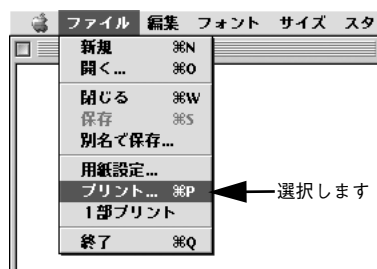 ファイル 編集 フォント サイズ スタ
新規 ⌘N
開く... ⌘O
閉じる ⌘W
保存 ⌘S
別名で保存...
用紙設定...
プリント... ⌘P 選択します
1部プリント
終了 ⌘Q